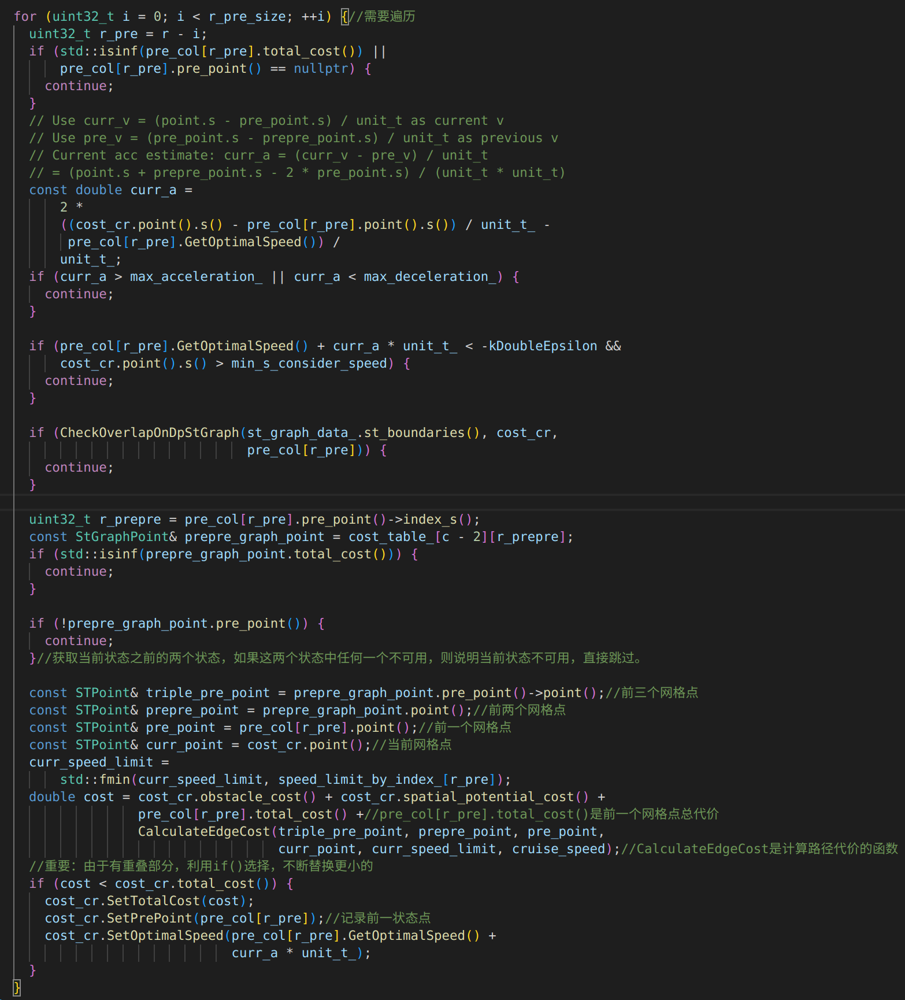 for (uint32_t i = 0; i < r_pre_size; ++i) {//需要遍历
uint32_t r_pre = r - i;
if (std::isinf(pre_col[r_pre].total_cost()) ||
pre_col[r_pre].pre_point() == nullptr) {
continue;
}
// Use curr_v = (point.s - pre_point.s) / unit_t as current v
// Use pre_v = (pre_point.s - prepre_point.s) / unit_t as previous v
// Current acc estimate: curr_a = (curr_v - pre_v) / unit_t
// = (point.s + prepre_point.s - 2 * pre_point.s) / (unit_t * unit_t)
const double curr_a =
2 *
((cost_cr.point().s() - pre_col[r_pre].point().s()) / unit_t_ -
pre_col[r_pre].GetOptimalSpeed()) /
unit_t_;
if (curr_a > max_acceleration_ || curr_a < max_deceleration_) {
continue;
}
if (pre_col[r_pre].GetOptimalSpeed() + curr_a * unit_t_ < -kDoubleEpsilon &&
cost_cr.point().s() > min_s_consider_speed) {
continue;
}
if (CheckOverlapOnDpStGraph(st_graph_data_.st_boundaries(), cost_cr,
pre_col[r_pre])) {
continue;
}
uint32_t r_prepre = pre_col[r_pre].pre_point()->index_s();
const StGraphPoint& prepre_graph_point = cost_table_[c - 2][r_prepre];
if (std::isinf(prepre_graph_point.total_cost())) {
continue;
}
if (!prepre_graph_point.pre_point()) {
continue;
}//获取当前状态之前的两个状态，如果这两个状态中任何一个不可用，则说明当前状态不可用，直接跳过。
const STPoint& triple_pre_point = prepre_graph_point.pre_point()->point();//前三个网格点
const STPoint& prepre_point = prepre_graph_point.point();//前两个网格点
const STPoint& pre_point = pre_col[r_pre].point();//前一个网格点
const STPoint& curr_point = cost_cr.point();//当前网格点
curr_speed_limit =
std::fmin(curr_speed_limit, speed_limit_by_index_[r_pre]);
double cost = cost_cr.obstacle_cost() + cost_cr.spatial_potential_cost() +
pre_col[r_pre].total_cost() +//pre_col[r_pre].total_cost()是前一个网格点总代价
CalculateEdgeCost(triple_pre_point, prepre_point, pre_point,
curr_point, curr_speed_limit, cruise_speed);//CalculateEdgeCost是计算路径代价的函数
//重要：由于有重叠部分，利用if()选择，不断替换更小的
if (cost < cost_cr.total_cost()) {
cost_cr.SetTotalCost(cost);
cost_cr.SetPrePoint(pre_col[r_pre]);//记录前一状态点
cost_cr.SetOptimalSpeed(pre_col[r_pre].GetOptimalSpeed() +
curr_a * unit_t_);
}
}